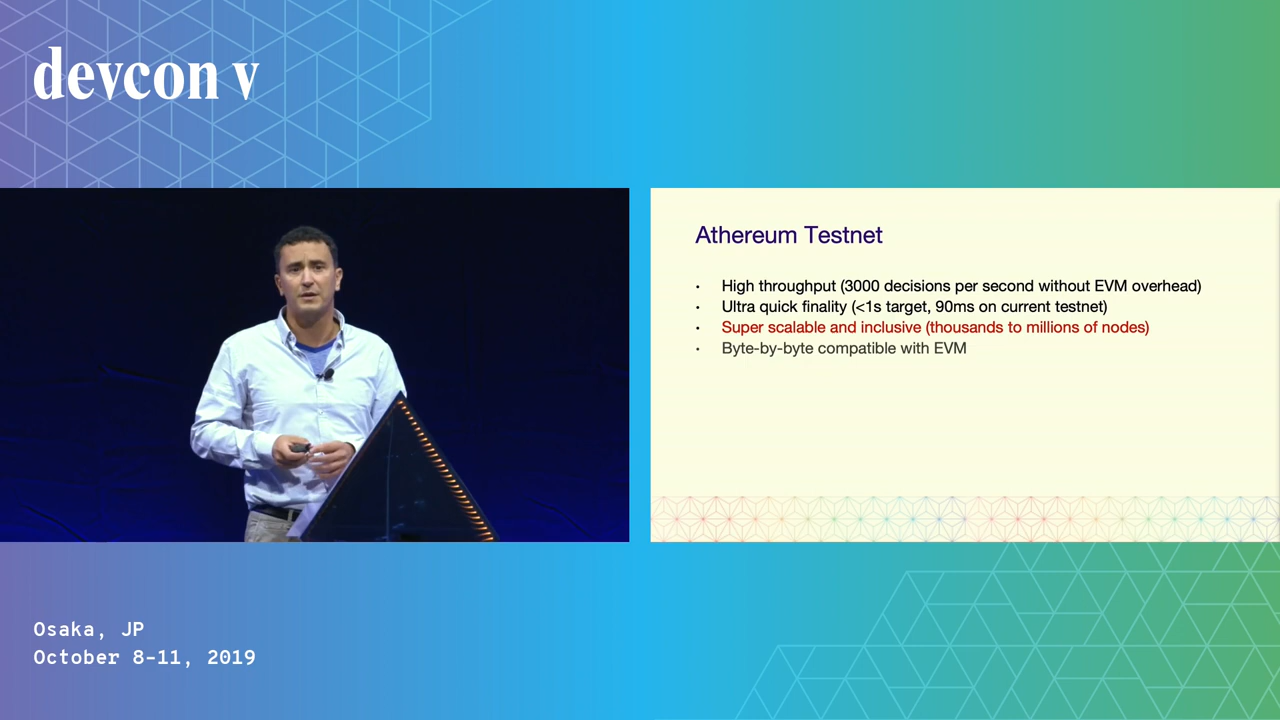 devcon v
Athereum Testnet
• High throughput (3000 decisions per second without EVM overhead)
• Ultra quick finality (<1s target, 90ms on current testnet)
• Super scalable and inclusive (thousands to millions of nodes)
• Byte-by-byte compatible with EVM
Osaka, JP
October 8-11, 2019